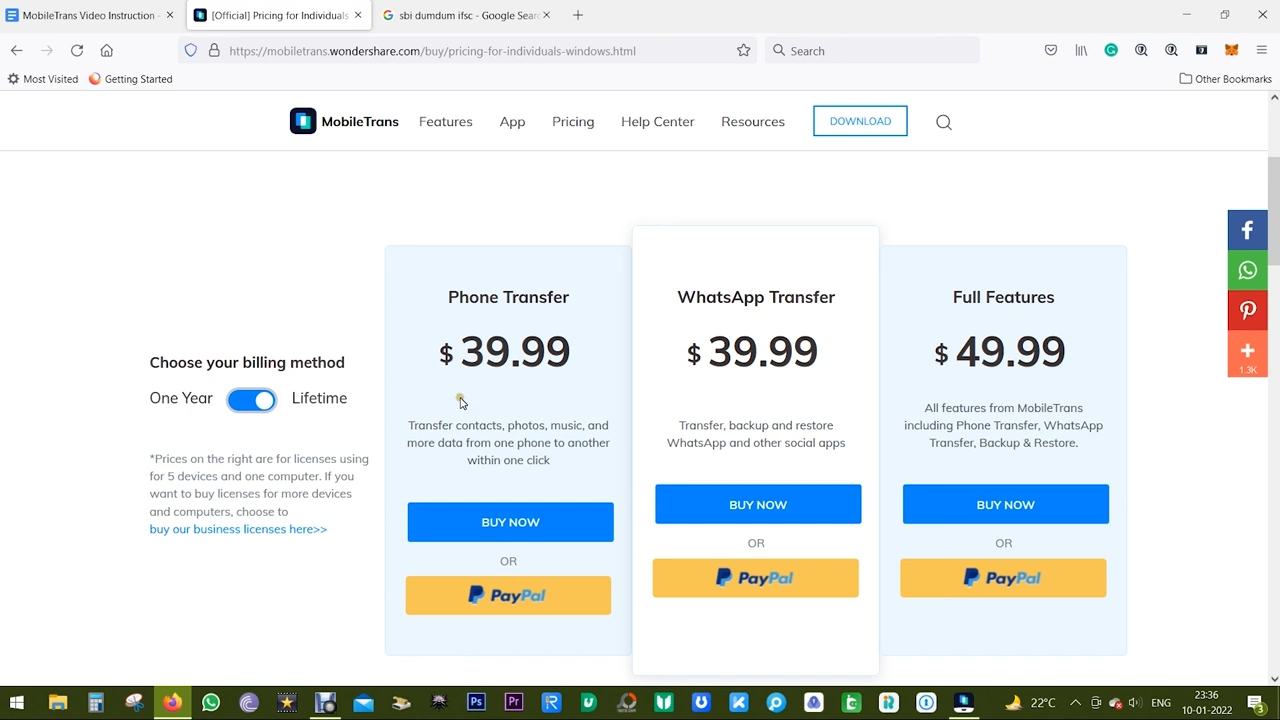 MobileTrans Video Instruction -
[Official] Pricing for Individuals
sbi dumdum ifsc - Google Sear
https://mobiletrans.wondershare.com/buy/pricing-for-individuals-windows.html
Search
Most Visited
Getting Started
Other Bookmarks
MobileTrans
Features
App
Pricing
Help Center
Resources
DOWNLOAD
Choose your billing method
One Year
Lifetime
*Prices on the right are for licenses using
for 5 devices and one computer. If you
want to buy licenses for more devices
and computers, choose to
buy our business licenses here>>
Phone Transfer
$ 39.99
Transfer contacts, photos, music, and
more data from one phone to another
within one click
BUY NOW
OR
PayPal
WhatsApp Transfer
$ 39.99
Transfer, backup and restore
WhatsApp and other social apps
BUY NOW
OR
PayPal
Full Features
$ 49.99
All features from MobileTrans
including Phone Transfer, WhatsApp
Transfer, Backup & Restore.
BUY NOW
OR
PayPal
1.3K
Ps
Pr
22°C
ENG
23:36
10-01-2022
3